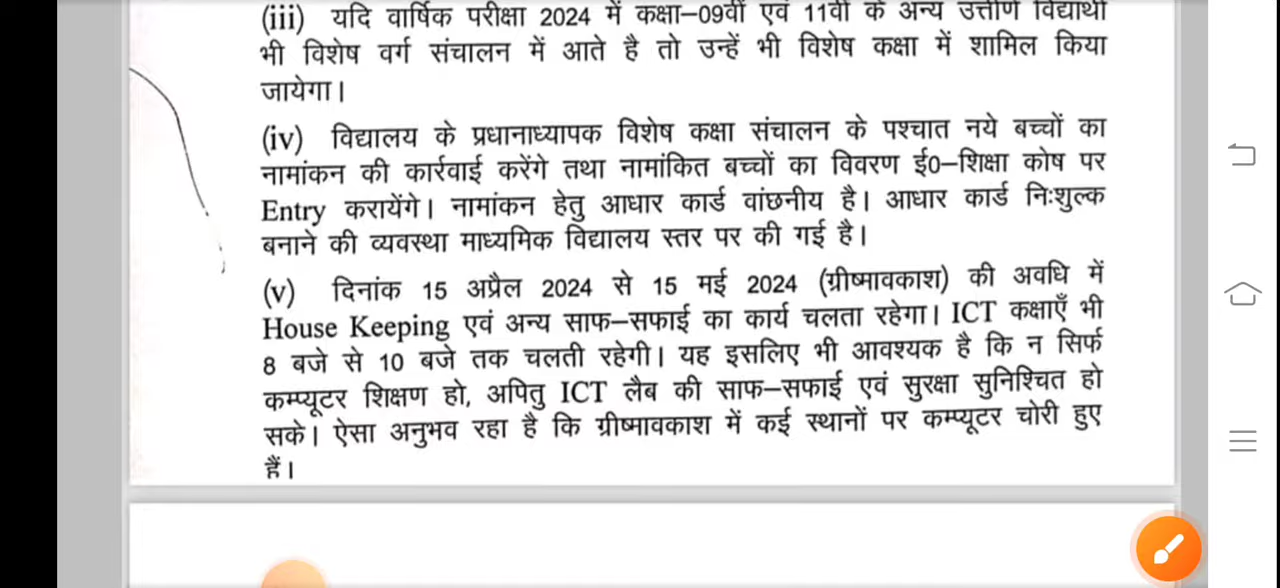 (iii) यदि वार्षिक परीक्षा 2024 में कक्षा–09वीं एवं 11वीं के अन्य उत्तीर्ण विद्यार्थी
भी विशेष वर्ग संचालन में आते है तो उन्हें भी विशेष कक्षा में शामिल किया
जायेगा।
(iv) विद्यालय के प्रधानाध्यापक विशेष कक्षा संचालन के पश्चात नये बच्चों का
नामांकन की कार्रवाई करेंगे तथा नामांकित बच्चों का विवरण ई0–शिक्षा कोष पर
Entry करायेंगे। नामांकन हेतु आधार कार्ड वांछनीय है। आधार कार्ड निःशुल्क
बनाने की व्यवस्था माध्यमिक विद्यालय स्तर पर की गई है।
(v) दिनांक 15 अप्रैल 2024 से 15 मई 2024 (ग्रीष्मावकाश) की अवधि में
House Keeping एवं अन्य साफ–सफाई का कार्य चलता रहेगा। ICT कक्षाएँ भी
8 बजे से 10 बजे तक चलती रहेगी। यह इसलिए भी आवश्यक है कि न सिर्फ
कम्प्यूटर शिक्षण हो, अपितु ICT लैब की साफ–सफाई एवं सुरक्षा सुनिश्चित हो
सके। ऐसा अनुभव रहा है कि ग्रीष्मावकाश में कई स्थानों पर कम्प्यूटर चोरी हुए
हैं।